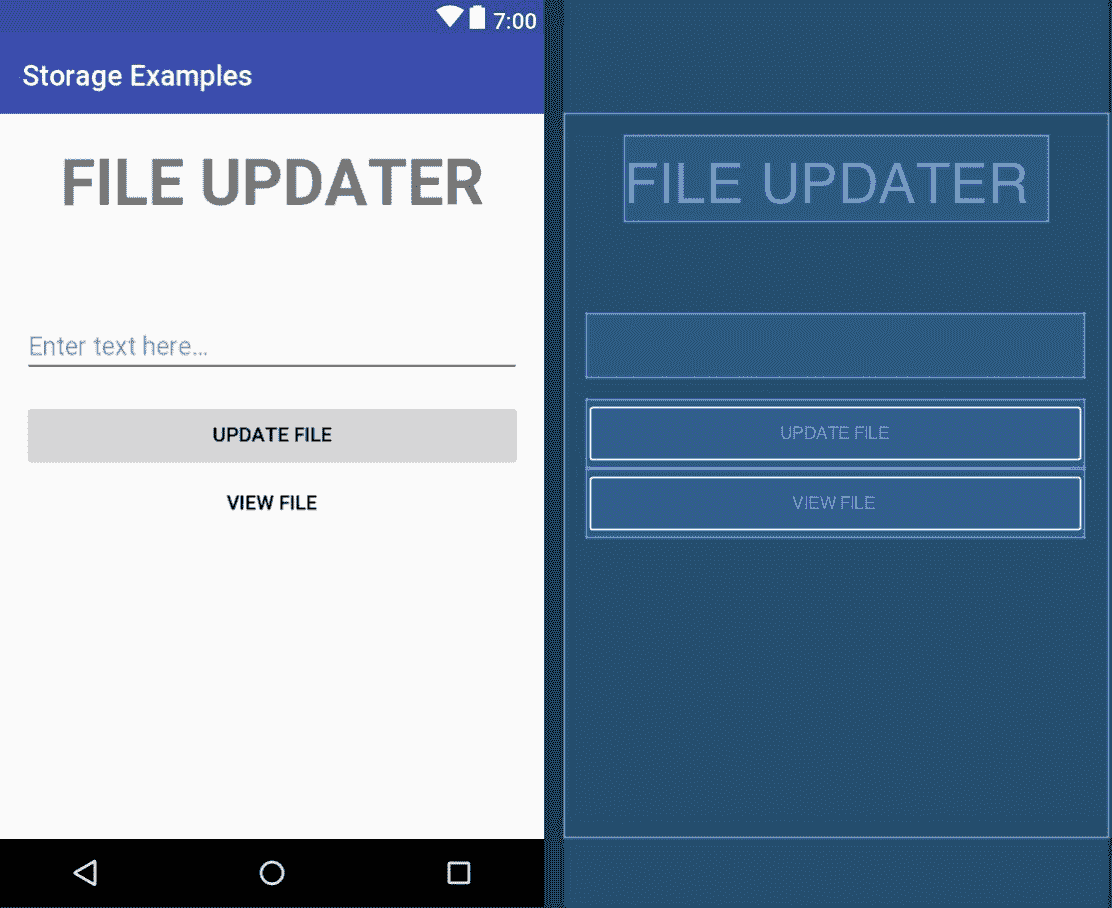 7:00
Storage Examples
FILE UPDATER
Enter text here...
UPDATE FILE
VIEW FILE
FILE UPDATER
UPDATE FILE
VIEW FILE